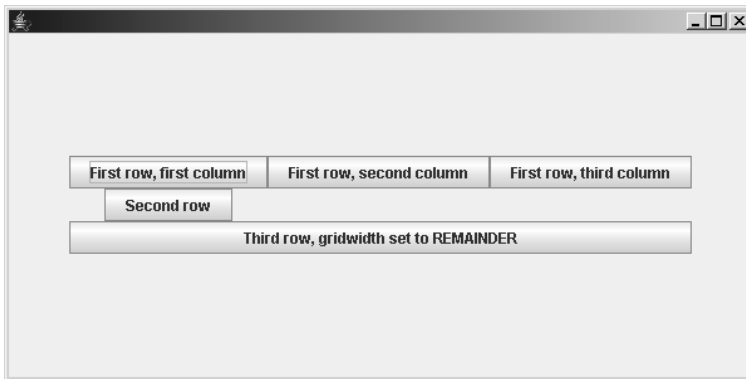 First row, first column
First row, second column
First row, third column
Second row
Third row, gridwidth set to REMAINDER